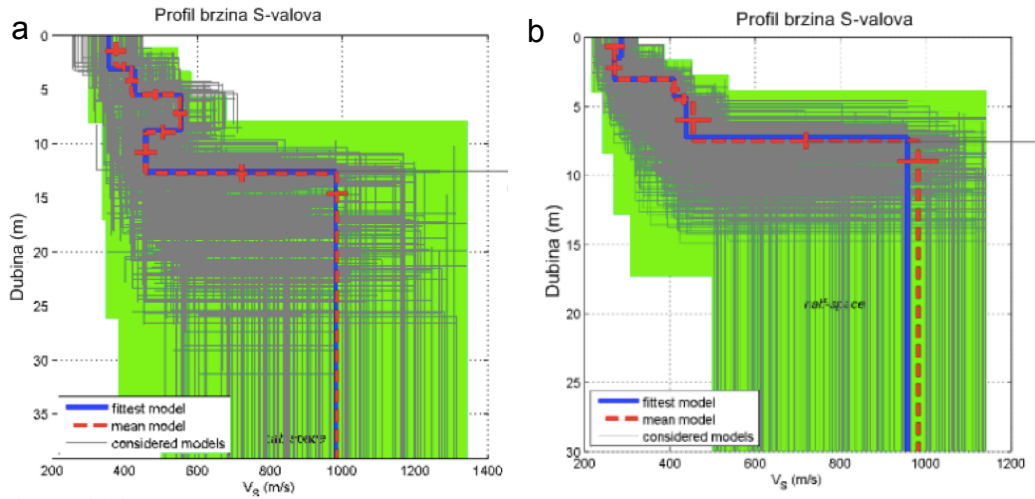 a
Profil brzina S-valova
0
5
10
15
20
25
30
35
Dubina (m)
fittest model
mean model
considered models
half-space
200 400 600 800 1000 1200 1400
VS (m/s)
b
Profil brzina S-valova
0
5
10
15
20
25
30
Dubina (m)
half-space
fittest model
mean model
considered models
200 400 600 800 1000 1200
VS (m/s)